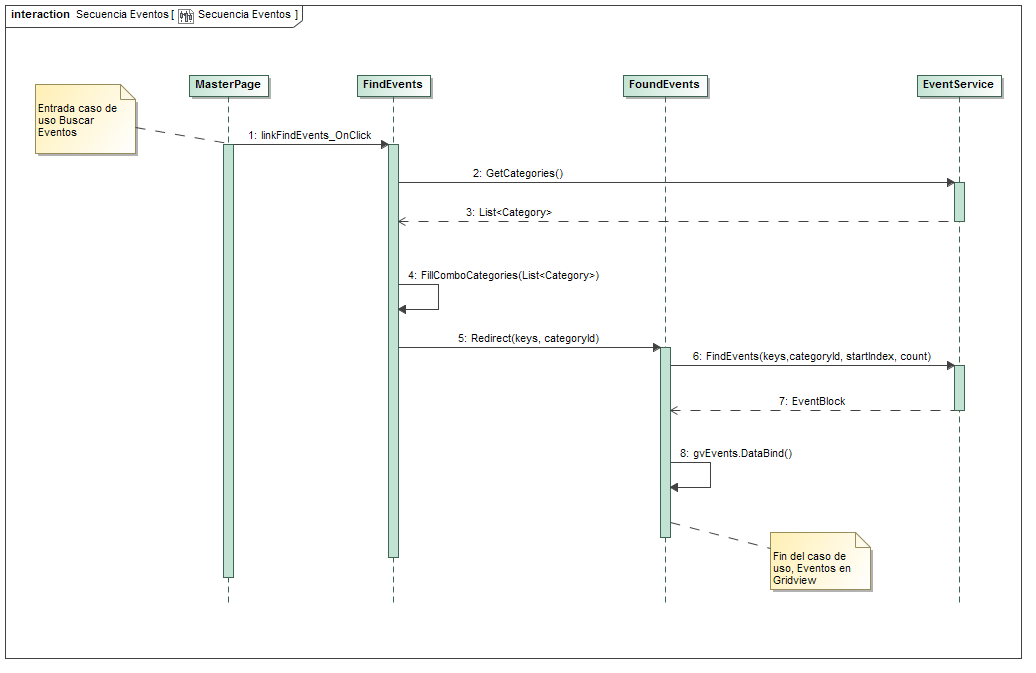 interaction Secuencia Eventos [ Secuencia Eventos ]
MasterPage
FindEvents
FoundEvents
EventService
Entrada caso de
uso Buscar
Eventos
1: linkFindEvents_OnClick
2: GetCategories()
3: List<Category>
4: FillComboCategories(List<Category>)
5: Redirect(keys, categoryId)
6: FindEvents(keys,categoryId, startIndex, count)
7: EventBlock
8: gvEvents.DataBind()
Fin del caso de
uso, Eventos en
Gridview